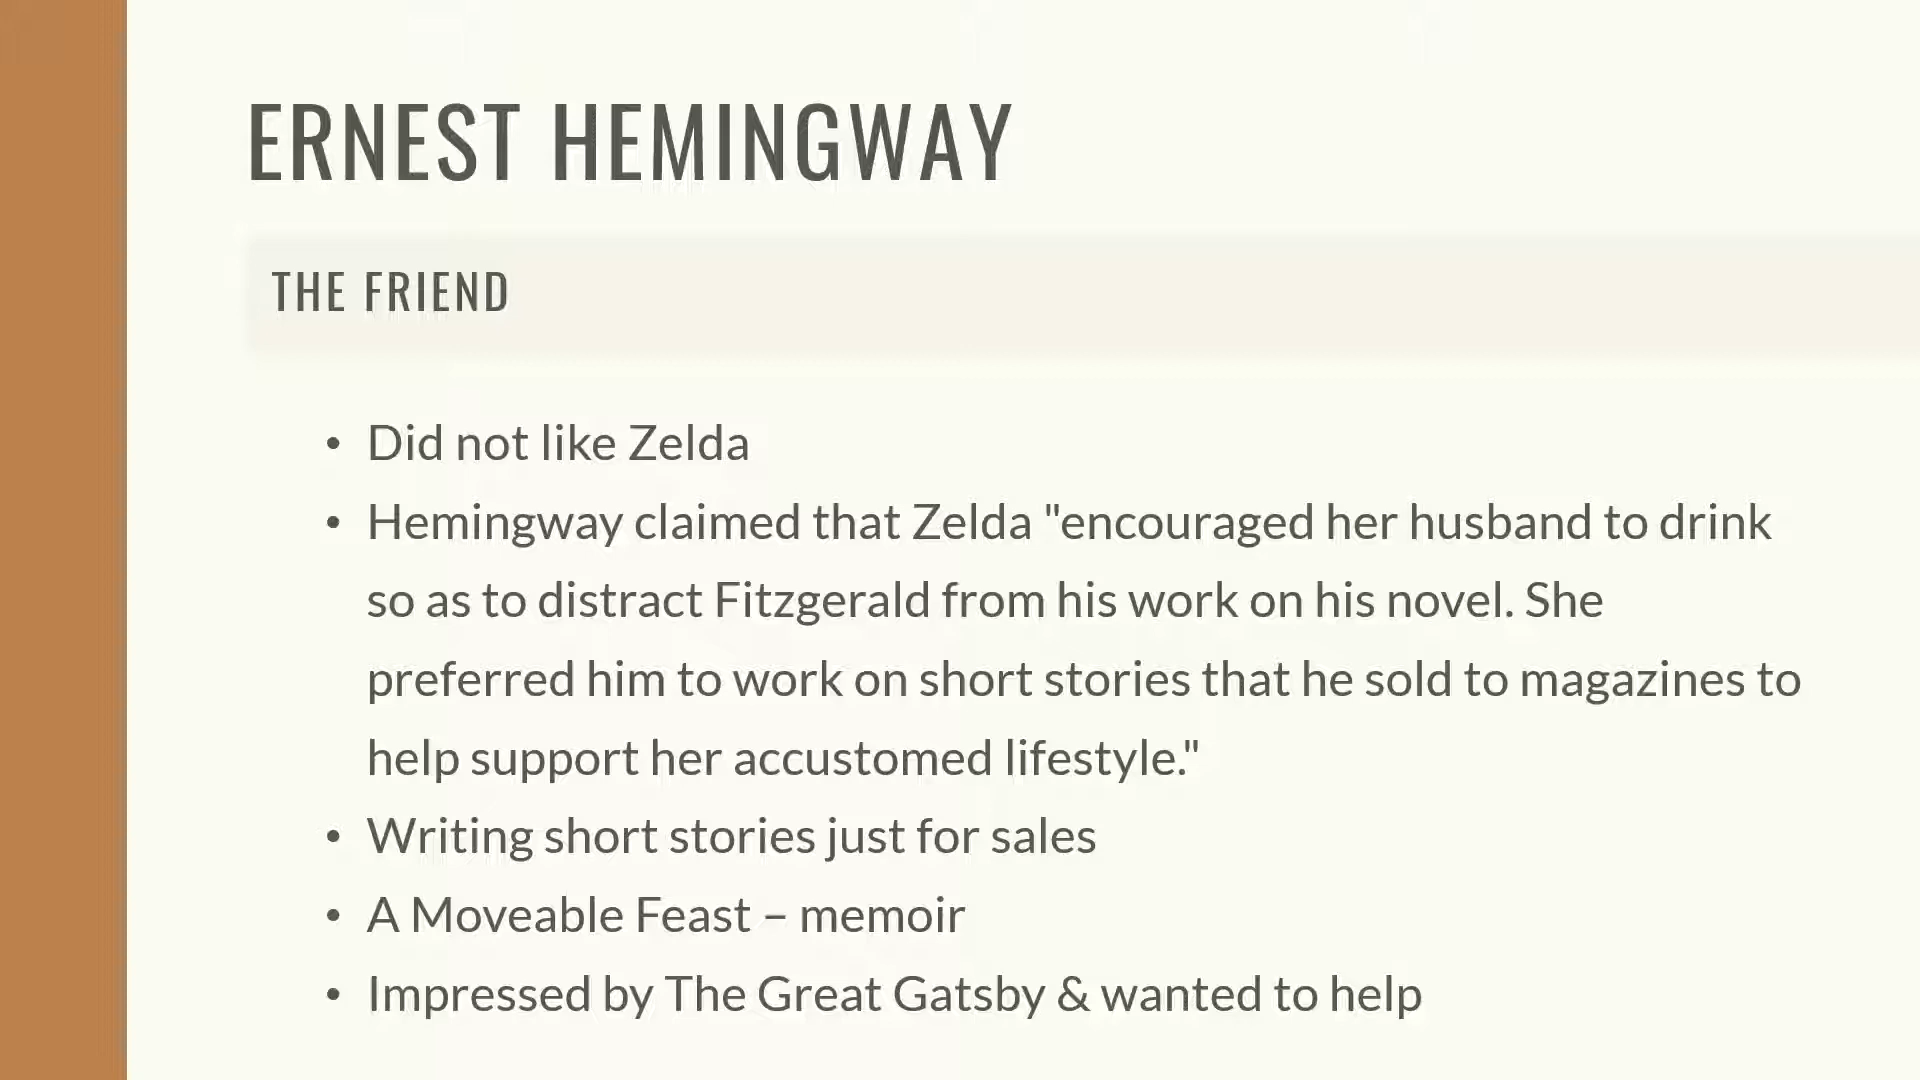 ERNEST HEMINGWAY
THE FRIEND
• Did not like Zelda
• Hemingway claimed that Zelda "encouraged her husband to drink
so as to distract Fitzgerald from his work on his novel. She
preferred him to work on short stories that he sold to magazines to
help support her accustomed lifestyle."
• Writing short stories just for sales
• A Moveable Feast – memoir
• Impressed by The Great Gatsby & wanted to help